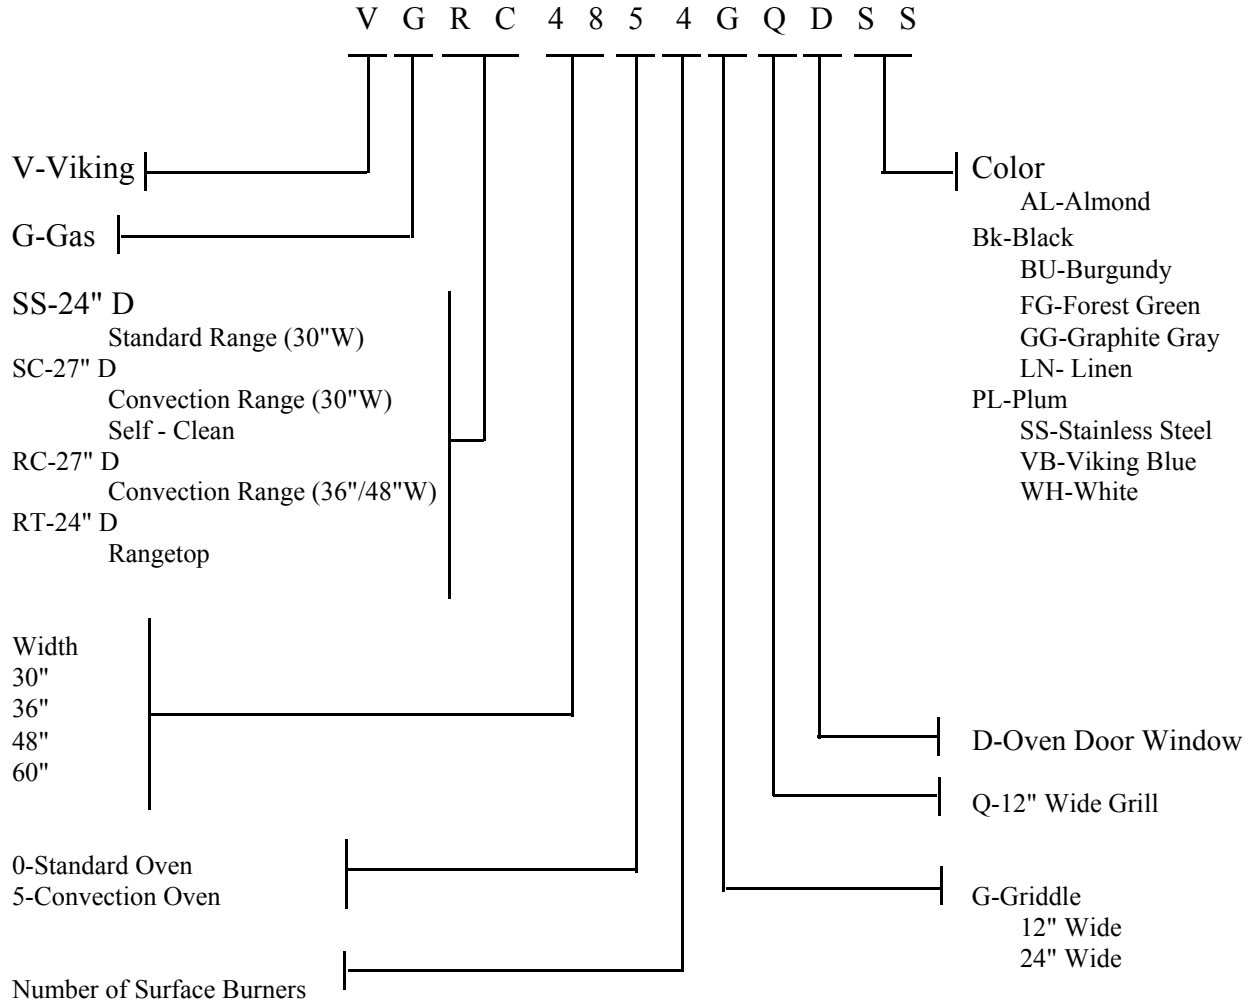 V G R C 4 8 5 4 G Q D S S
V-Viking
G-Gas
SS-24" D
Standard Range (30"W)
SC-27" D
Convection Range (30"W)
Self - Clean
RC-27" D
Convection Range (36"/48"W)
RT-24" D
Rangetop
Width
30"
36"
48"
60"
0-Standard Oven
5-Convection Oven
Number of Surface Burners
Color
AL-Almond
Bk-Black
BU-Burgundy
FG-Forest Green
GG-Graphite Gray
LN- Linen
PL-Plum
SS-Stainless Steel
VB-Viking Blue
WH-White
D-Oven Door Window
Q-12" Wide Grill
G-Griddle
12" Wide
24" Wide